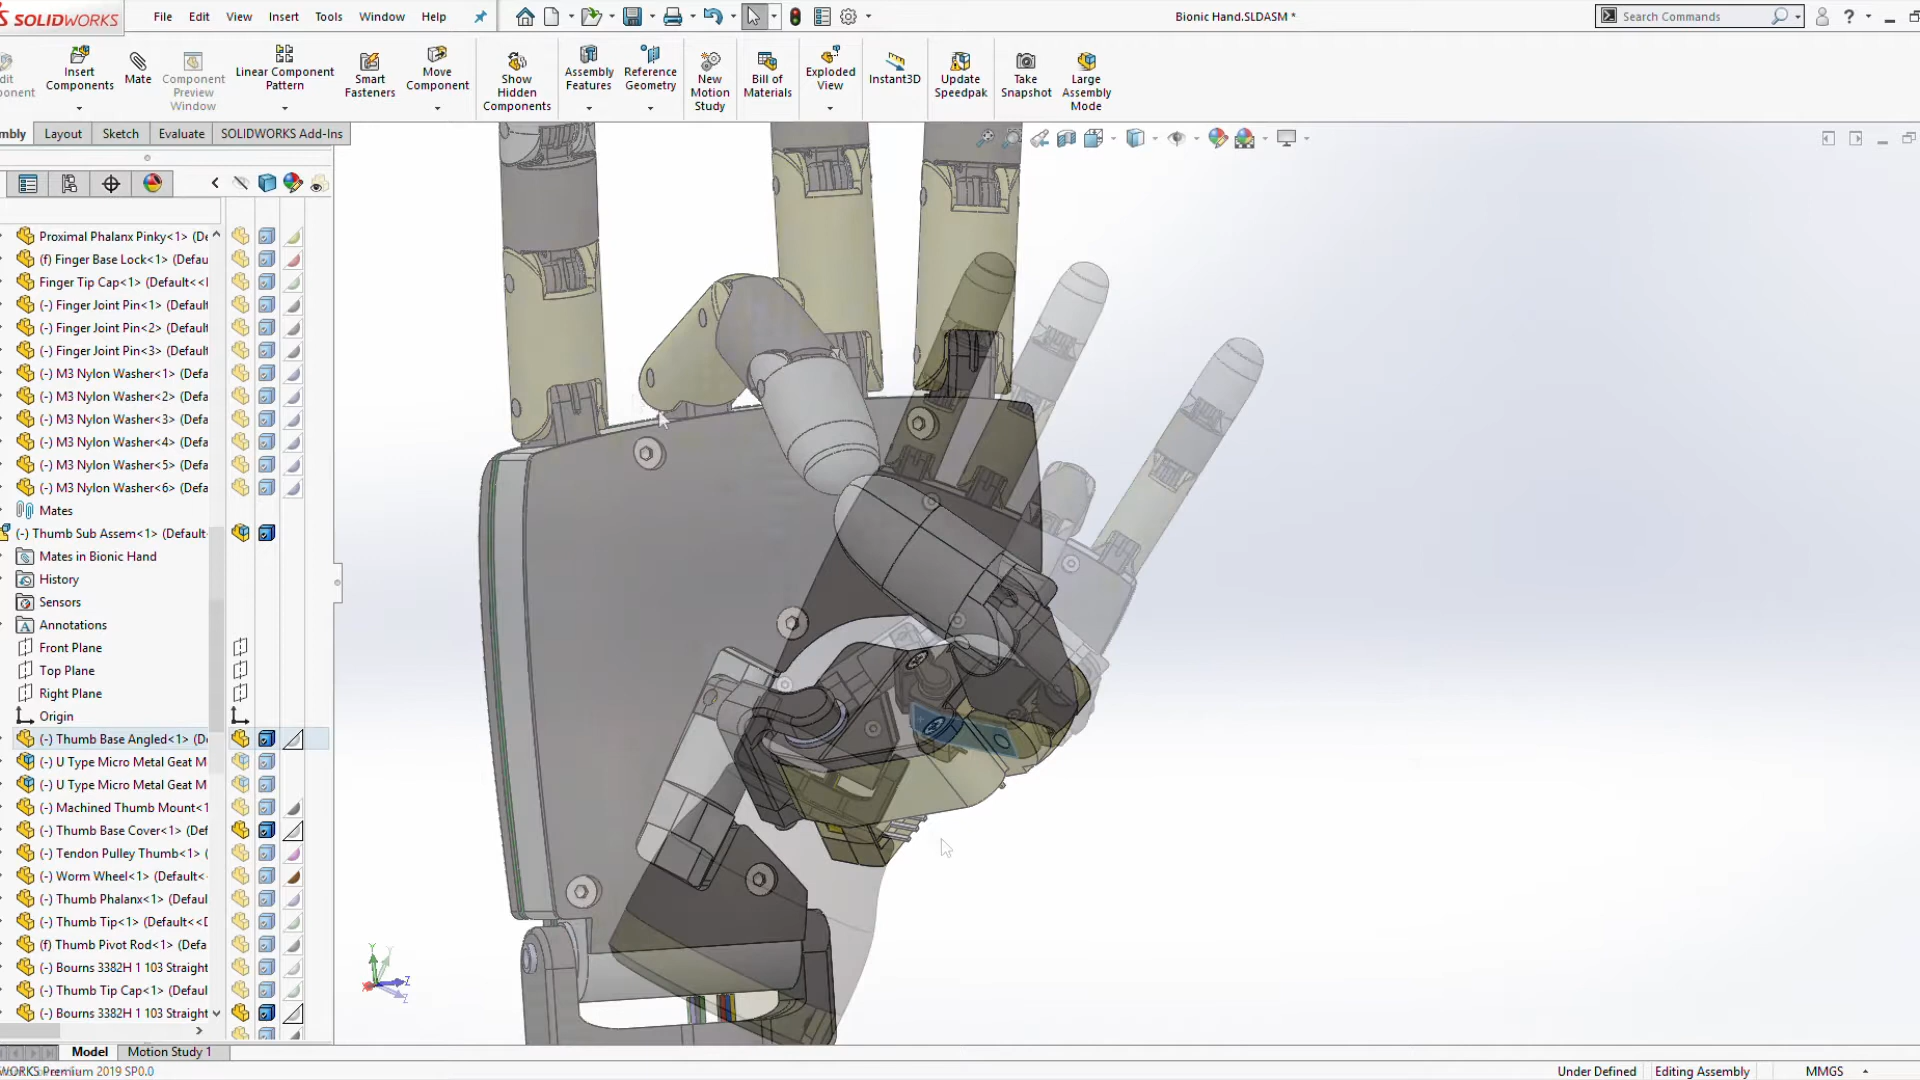 SOLIDWORKS
File Edit View Insert Tools Window Help
Bionic Hand.SLDASM *
Search Commands
Insert Components
Mate
Component Preview Window
Linear Component Pattern
Smart Fasteners
Move Component
Show Hidden Components
Assembly Features
Reference Geometry
New Motion Study
Bill of Materials
Exploded View
Instant3D
Update Speedpak
Take Snapshot
Large Assembly Mode
mbly Layout Sketch Evaluate SOLIDWORKS Add-Ins
Proximal Phalanx Pinky<1> (De
(f) Finger Base Lock<1> (Defau
Finger Tip Cap<1> (Default<<I
(-) Finger Joint Pin<1> (Default
(-) Finger Joint Pin<2> (Default
(-) Finger Joint Pin<3> (Default
(-) M3 Nylon Washer<1> (Defa
(-) M3 Nylon Washer<2> (Defa
(-) M3 Nylon Washer<3> (Defa
(-) M3 Nylon Washer<4> (Defa
(-) M3 Nylon Washer<5> (Defa
(-) M3 Nylon Washer<6> (Defa
Mates
(-) Thumb Sub Assem<1> (Default
Mates in Bionic Hand
History
Sensors
Annotations
Front Plane
Top Plane
Right Plane
Origin
(-) Thumb Base Angled<1> (De
(-) U Type Micro Metal Geat M
(-) U Type Micro Metal Geat M
(-) Machined Thumb Mount<1
(-) Thumb Base Cover<1> (Def
(-) Tendon Pulley Thumb<1> (
(-) Worm Wheel<1> (Default<
(-) Thumb Phalanx<1> (Defaul
(-) Thumb Tip<1> (Default<<D
(f) Thumb Pivot Rod<1> (Defa
(-) Bourns 3382H 1 103 Straight
(-) Thumb Tip Cap<1> (Defaul
(-) Bourns 3382H 1 103 Straight
Y
Z
Model Motion Study 1
WORKS Premium 2019 SP0.0
Under Defined Editing Assembly MMGS